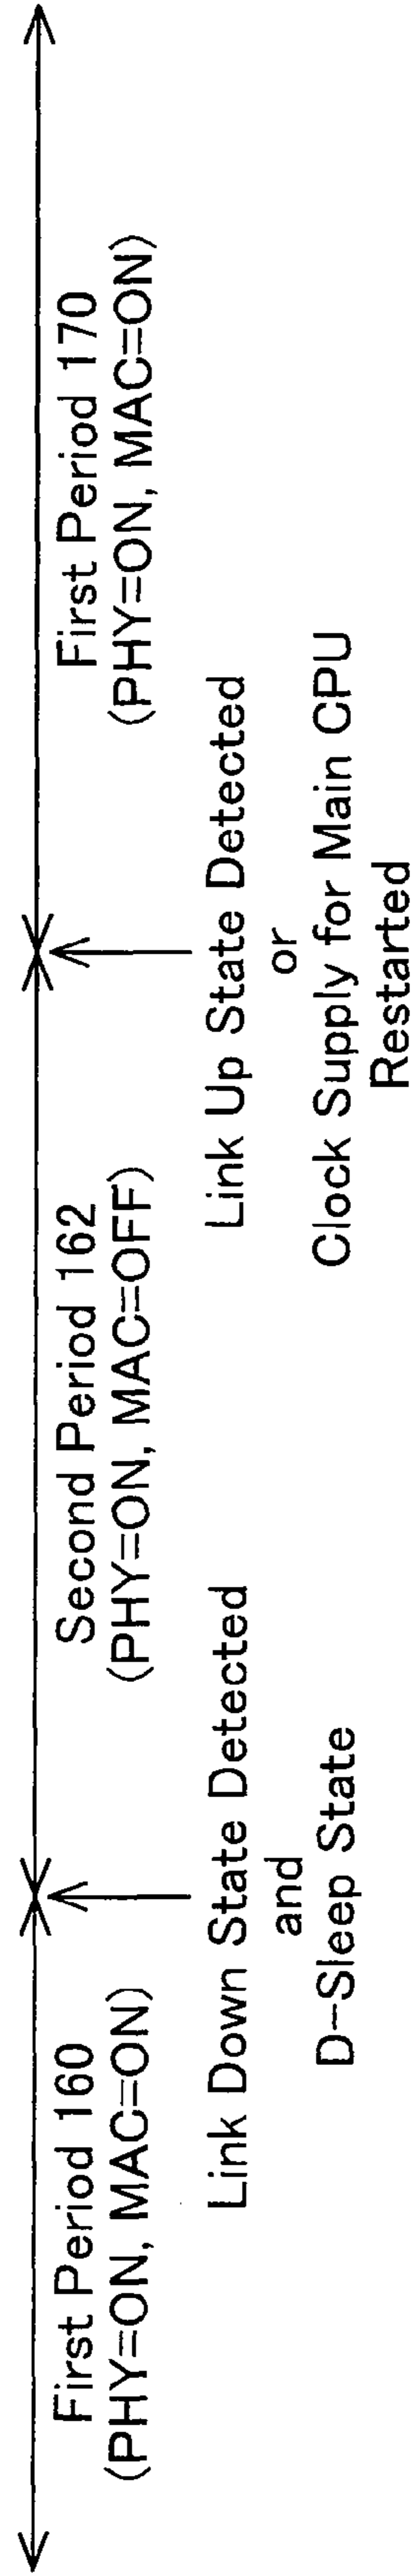 First Period 160
(PHY=ON, MAC=ON)
Second Period 162
(PHY=ON, MAC=OFF)
First Period 170
(PHY=ON, MAC=ON)
Link Down State Detected
and
D-Sleep State
Link Up State Detected
or
Clock Supply for Main CPU
Restarted